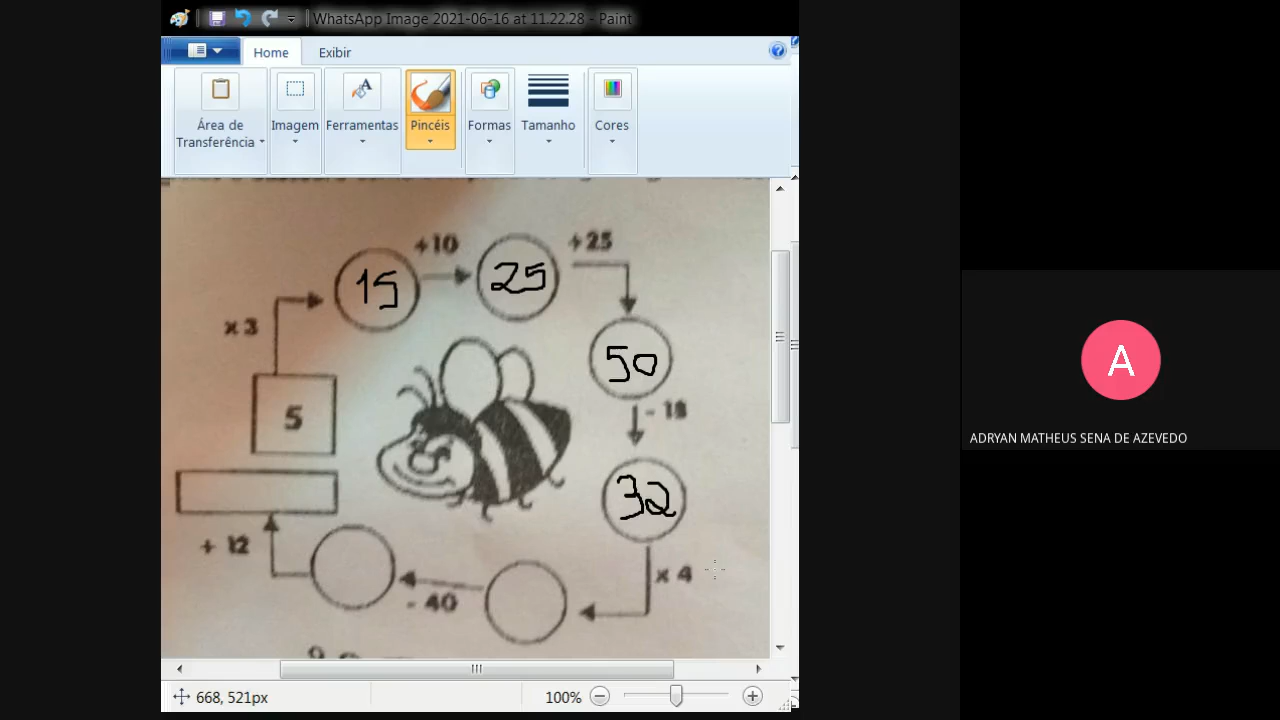 WhatsApp Image 2021-06-16 at 11.22.28 - Paint
Home Exibir
Área de Transferência
Imagem
Ferramentas
Pincéis
Formas
Tamanho
Cores
+10
+25
15
25
x 3
50
- 18
5
32
+ 12
x 4
- 40
ADRYAN MATHEUS SENA DE AZEVEDO
A
668, 521px
100%